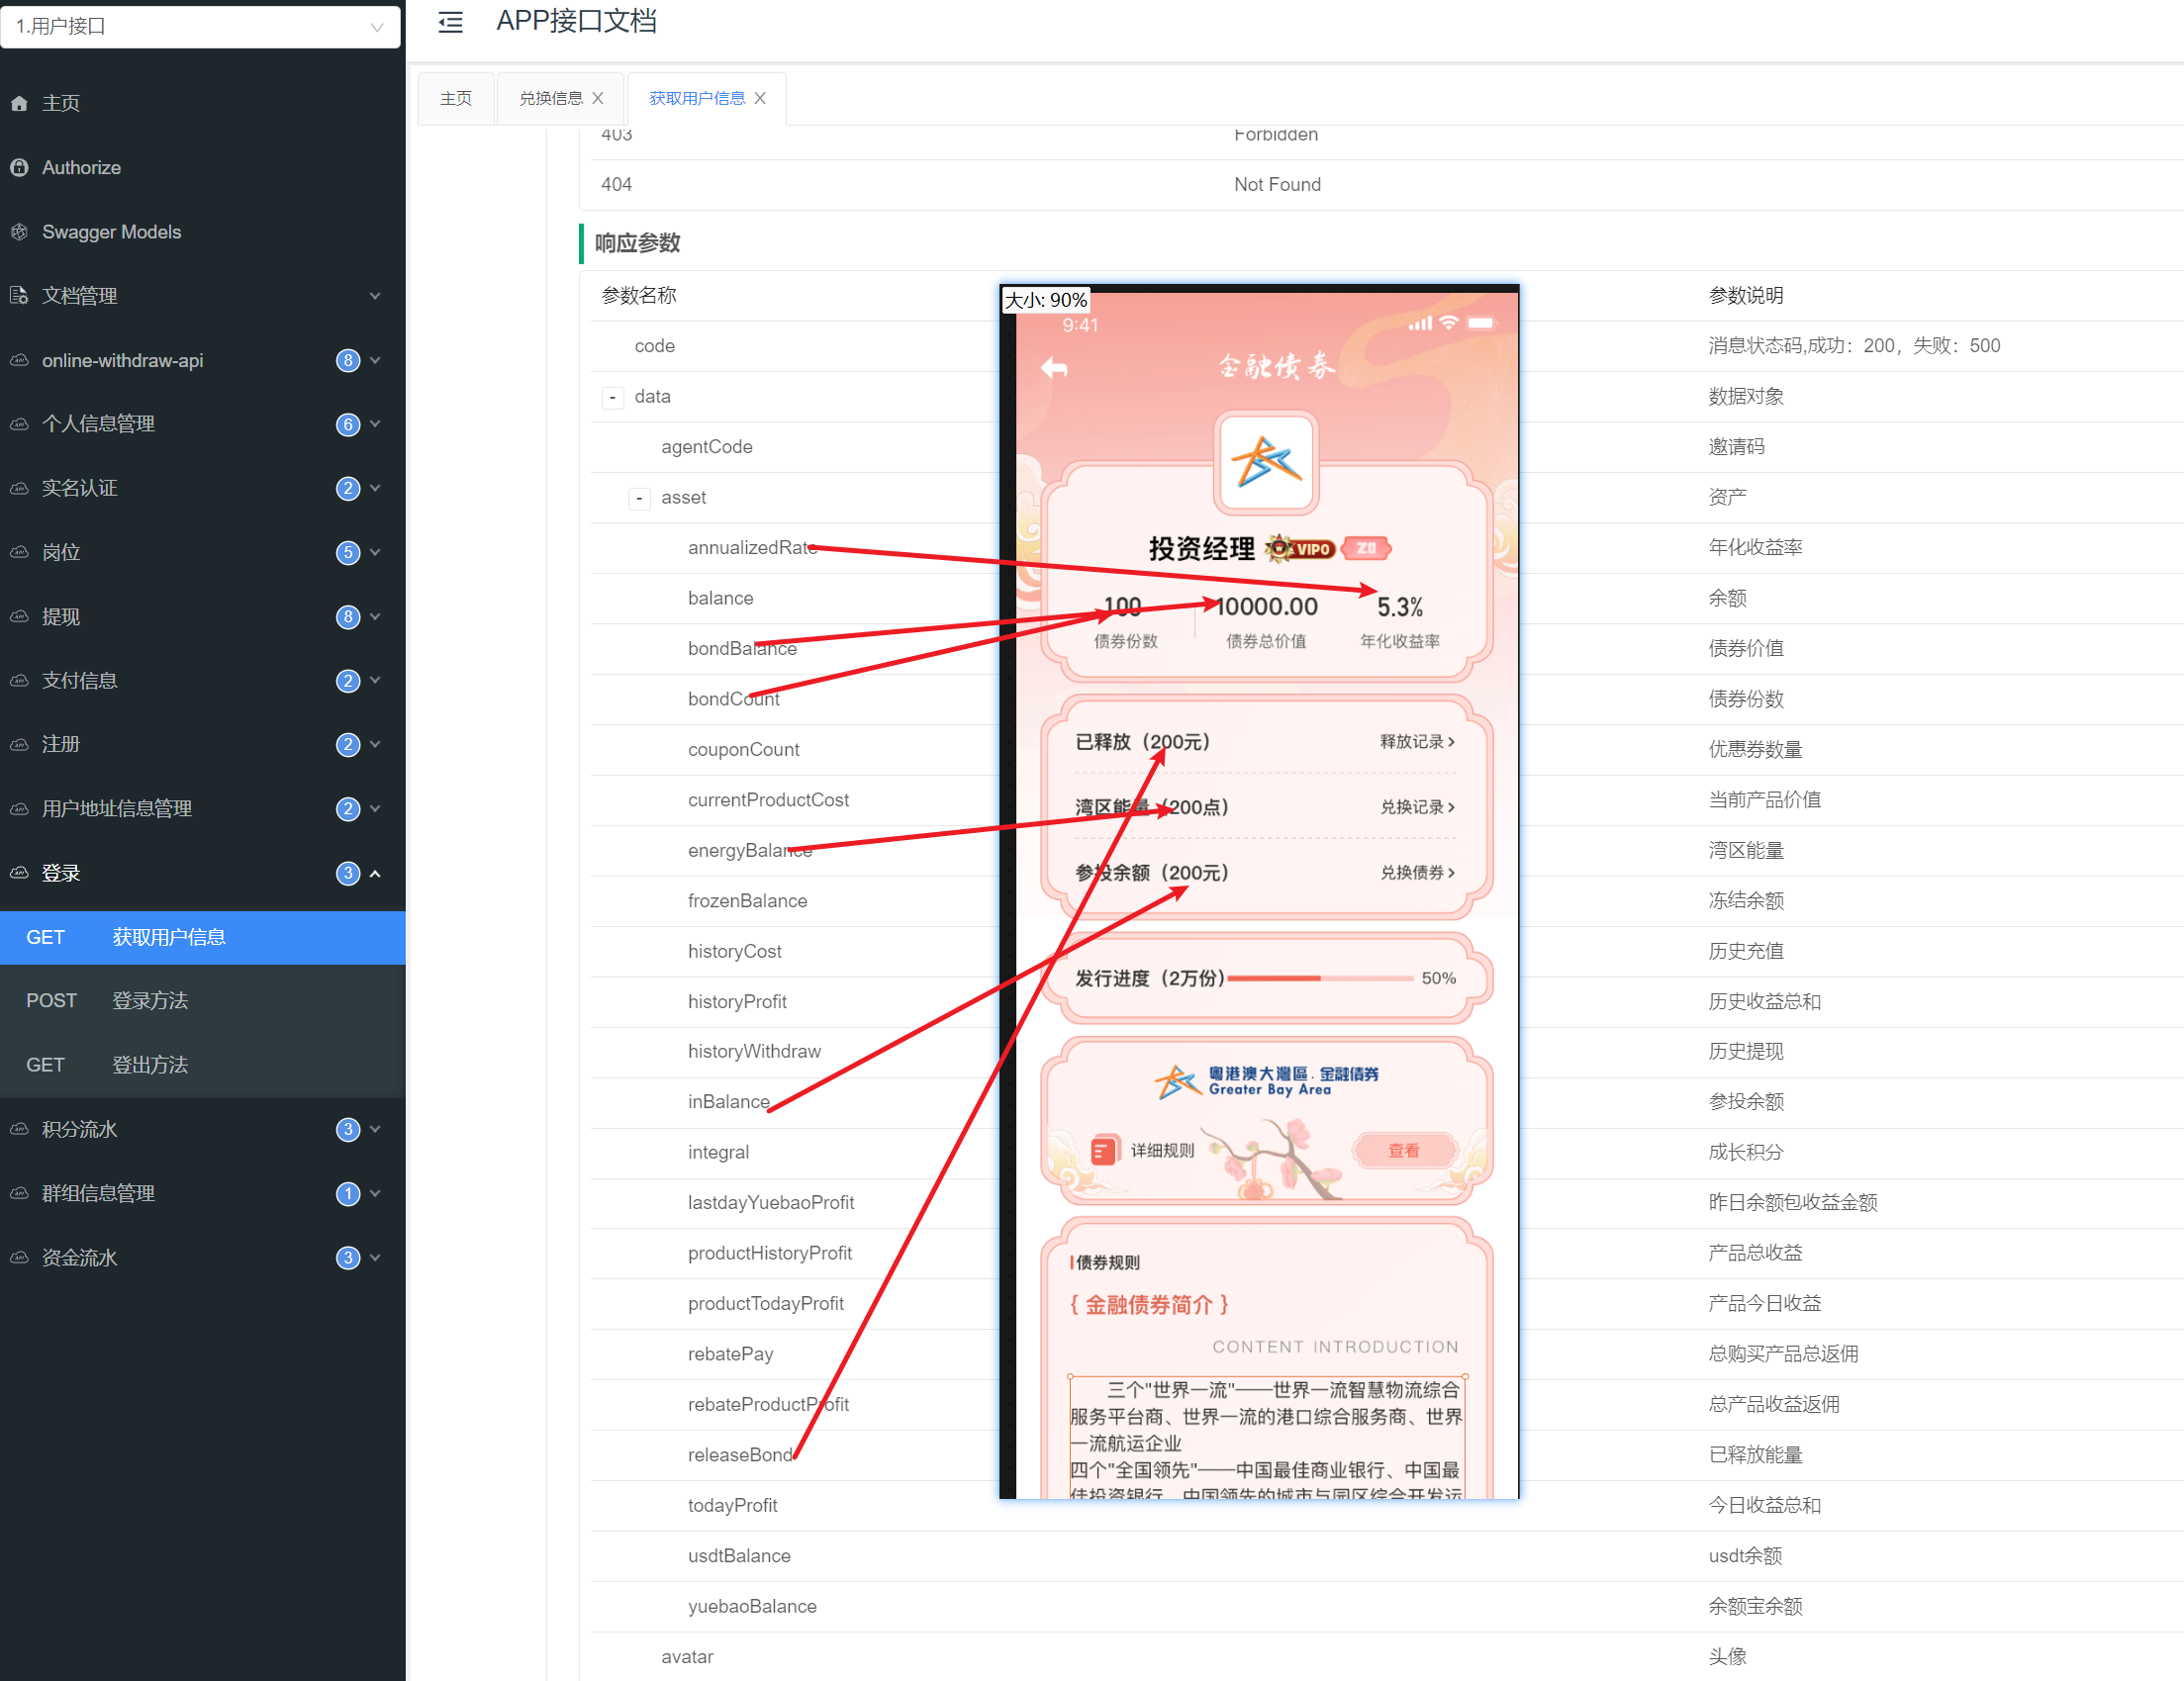 1.用户接口
主页
Authorize
Swagger Models
文档管理
online-withdraw-api 8
个人信息管理 6
实名认证 2
岗位 5
提现 8
支付信息 2
注册 2
用户地址信息管理 2
登录 3
GET 获取用户信息
POST 登录方法
GET 登出方法
积分流水 3
群组信息管理 1
资金流水 3
APP接口文档
主页 兑换信息 获取用户信息
403 Forbidden
404 Not Found
响应参数
参数名称 参数说明
code 消息状态码,成功：200，失败：500
- data 数据对象
agentCode 邀请码
- asset 资产
annualizedRate 年化收益率
balance 余额
bondBalance 债券价值
bondCount 债券份数
couponCount 优惠券数量
currentProductCost 当前产品价值
energyBalance 湾区能量
frozenBalance 冻结余额
historyCost 历史充值
historyProfit 历史收益总和
historyWithdraw 历史提现
inBalance 参投余额
integral 成长积分
lastdayYuebaoProfit 昨日余额包收益金额
productHistoryProfit 产品总收益
productTodayProfit 产品今日收益
rebatePay 总购买产品总返佣
rebateProductProfit 总产品收益返佣
releaseBond 已释放能量
todayProfit 今日收益总和
usdtBalance usdt余额
yuebaoBalance 余额宝余额
avatar 头像
大小: 90%
9:41
金融债券
投资经理 VIP0 Z0
100 10000.00 5.3%
债券份数 债券总价值 年化收益率
已释放（200元） 释放记录
湾区能量（200点） 兑换记录
参投余额（200元） 兑换债券
发行进度（2万份） 50%
粤港澳大灣區·金融債券
Greater Bay Area
详细规则 查看
债券规则
{ 金融债券简介 }
CONTENT INTRODUCTION
三个"世界一流"——世界一流智慧物流综合
服务平台商、世界一流的港口综合服务商、世界
一流航运企业
四个"全国领先"——中国最佳商业银行、中国最
佳投资银行、中国领先的城市与园区综合开发运